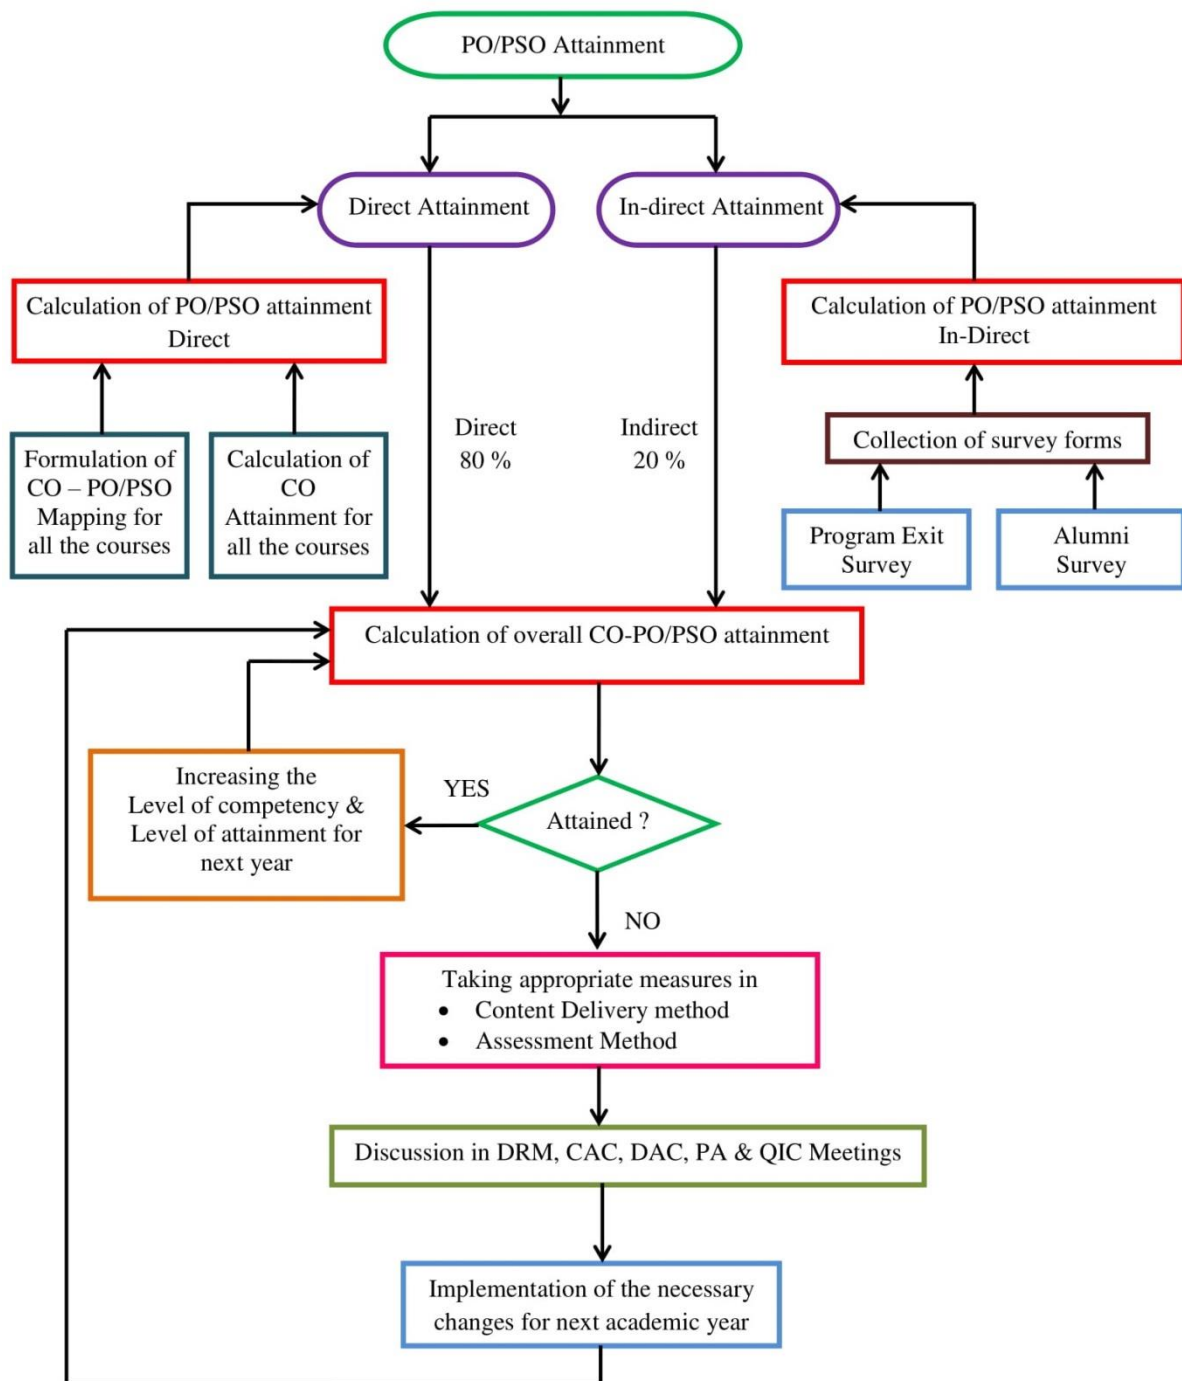 PO/PSO Attainment
Direct Attainment
In-direct Attainment
Calculation of PO/PSO attainment
Direct
Calculation of PO/PSO attainment
In-Direct
Formulation of
CO – PO/PSO
Mapping for
all the courses
Calculation of
CO
Attainment for
all the courses
Direct
80 %
Indirect
20 %
Collection of survey forms
Program Exit
Survey
Alumni
Survey
Calculation of overall CO-PO/PSO attainment
Increasing the
Level of competency &
Level of attainment for
next year
YES
Attained ?
NO
Taking appropriate measures in
• Content Delivery method
• Assessment Method
Discussion in DRM, CAC, DAC, PA & QIC Meetings
Implementation of the necessary
changes for next academic year